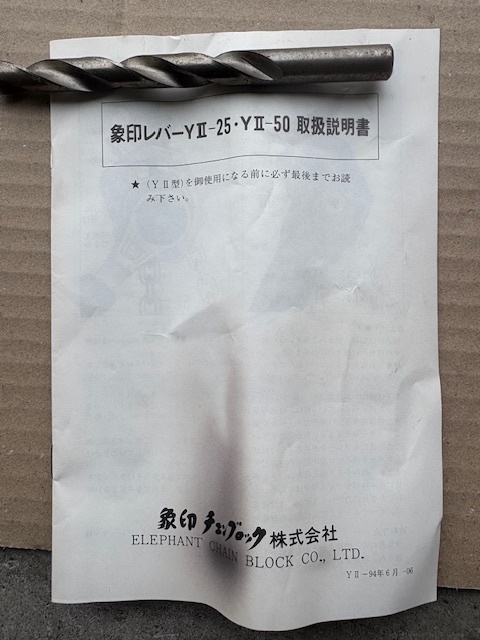 象印レバーYⅡ-25・YⅡ-50 取扱説明書
★ (YⅡ型)を御使用になる前に必ず最後までお読
み下さい。
象印 チェンブロック 株式会社
ELEPHANT CHAIN BLOCK CO., LTD.
YⅡ-94年6月-06